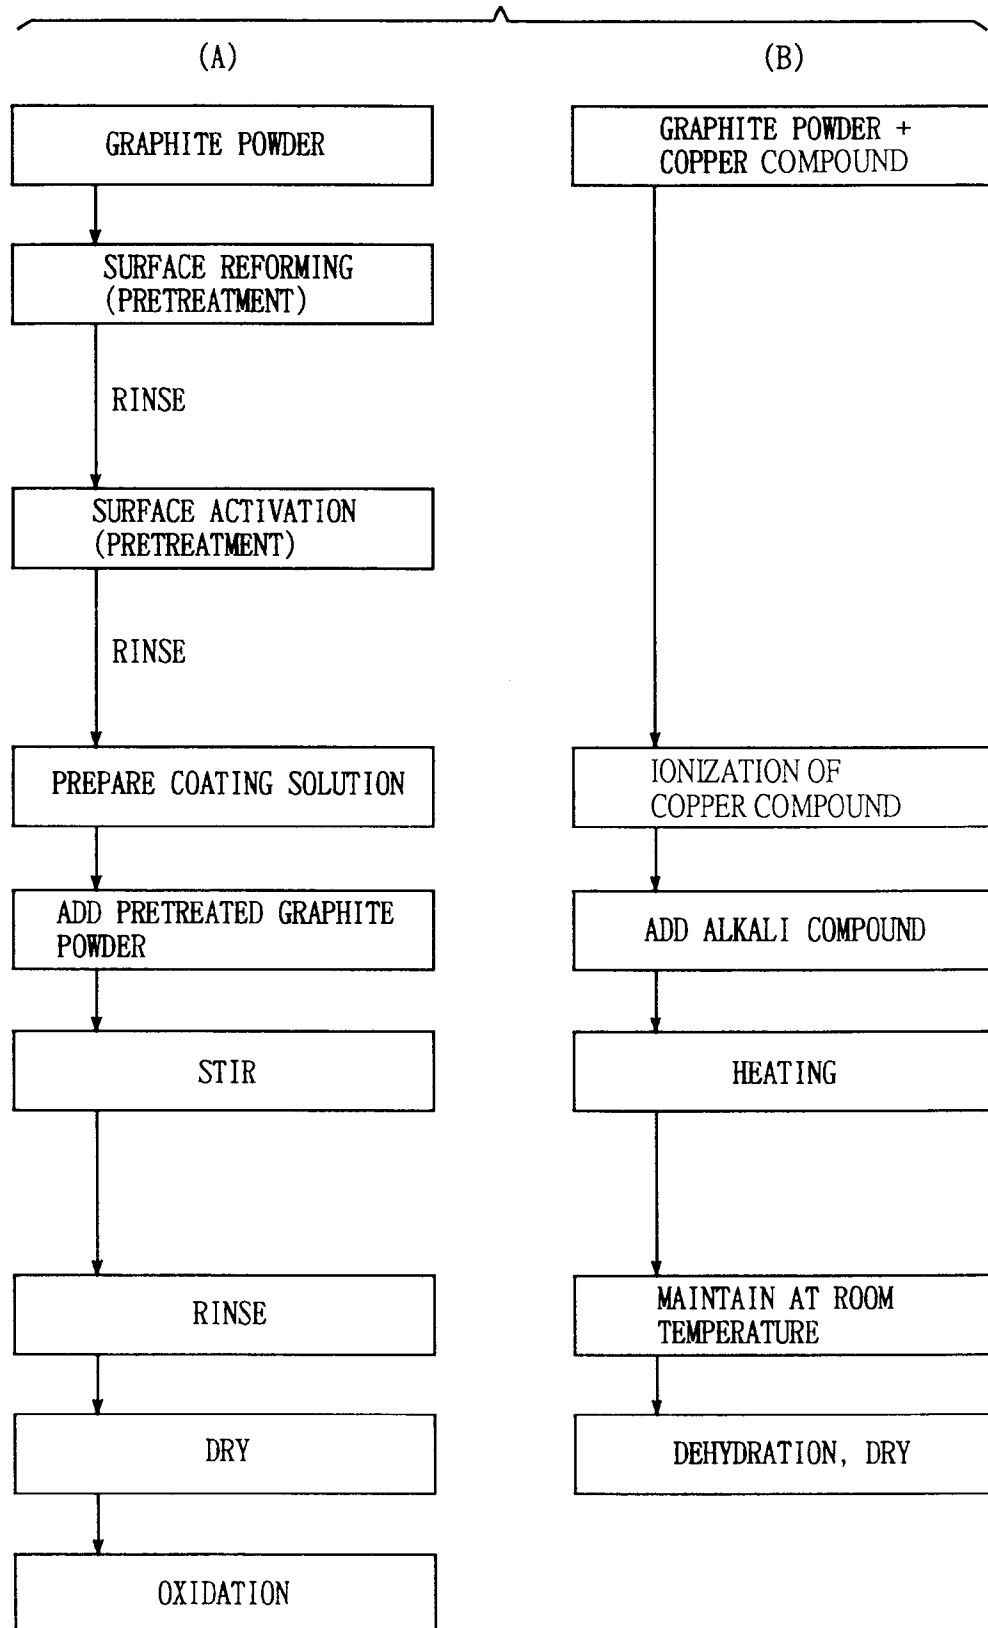 (A)
GRAPHITE POWDER
SURFACE REFORMING
(PRETREATMENT)
RINSE
SURFACE ACTIVATION
(PRETREATMENT)
RINSE
PREPARE COATING SOLUTION
ADD PRETREATED GRAPHITE
POWDER
STIR
RINSE
DRY
OXIDATION
(B)
GRAPHITE POWDER +
COPPER COMPOUND
IONIZATION OF
COPPER COMPOUND
ADD ALKALI COMPOUND
HEATING
MAINTAIN AT ROOM
TEMPERATURE
DEHYDRATION, DRY